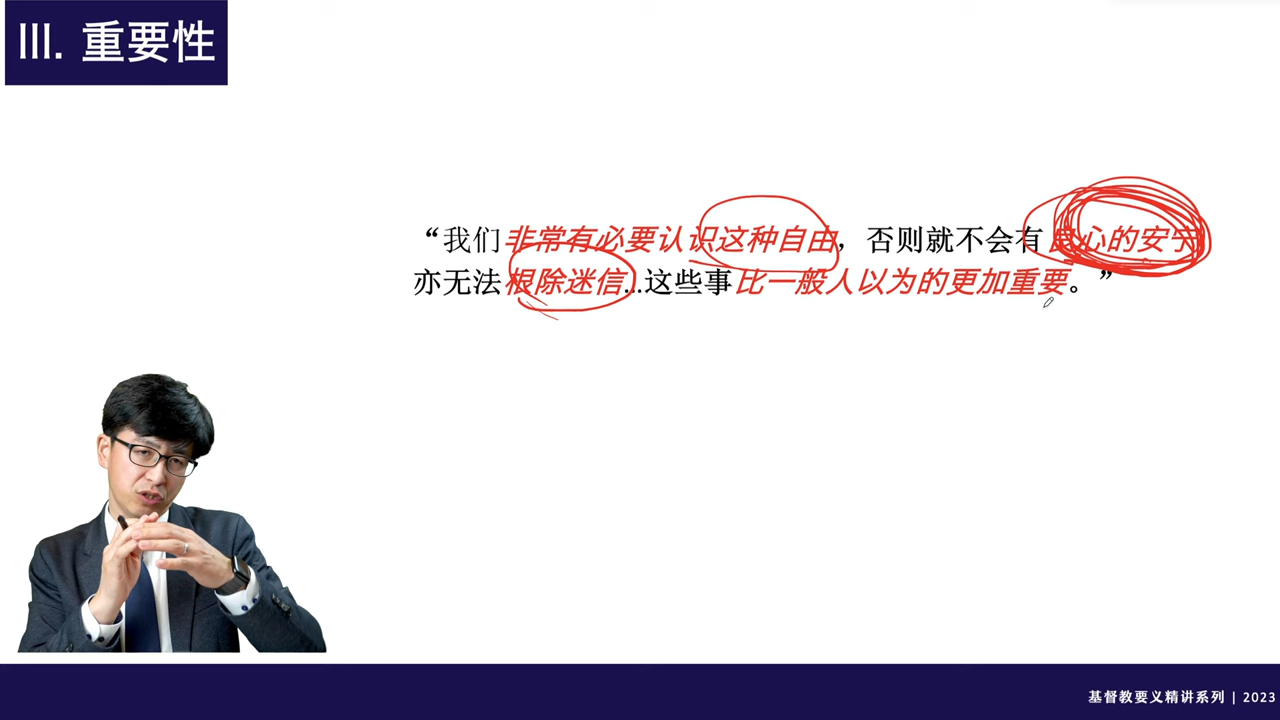 III. 重要性
“我们非常有必要认识这种自由，否则就不会有良心的安宁
亦无法根除迷信...这些事比一般人以为的更加重要。”
基督教要义精讲系列 | 2023